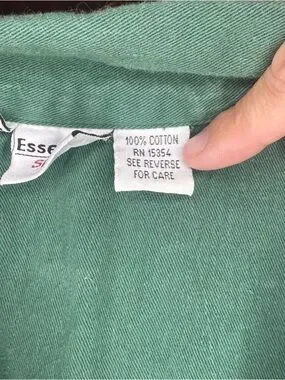 Esse
100% COTTON
RN 15354
SEE REVERSE
FOR CARE